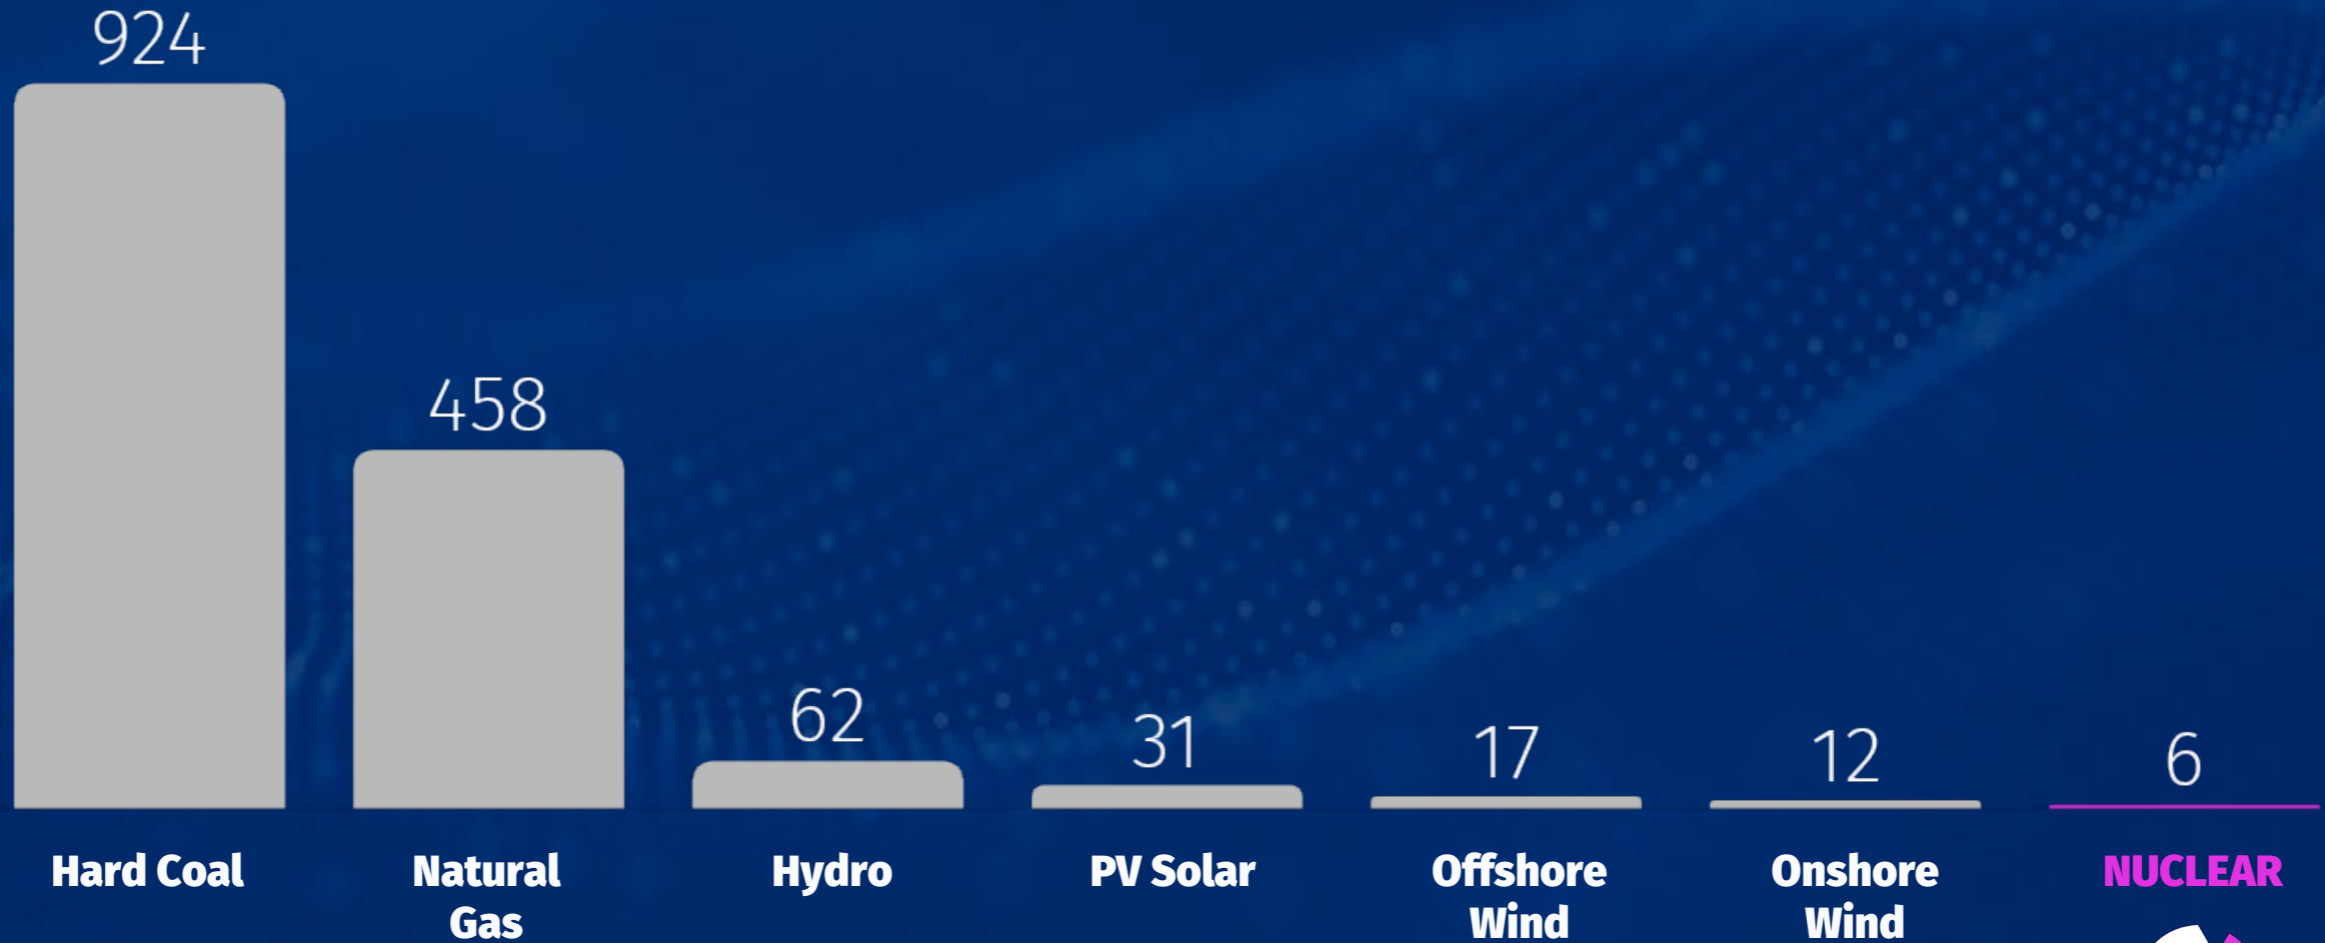 924
458
62
31
17
12
6
Hard Coal
Natural
Gas
Hydro
PV Solar
Offshore
Wind
Onshore
Wind
NUCLEAR